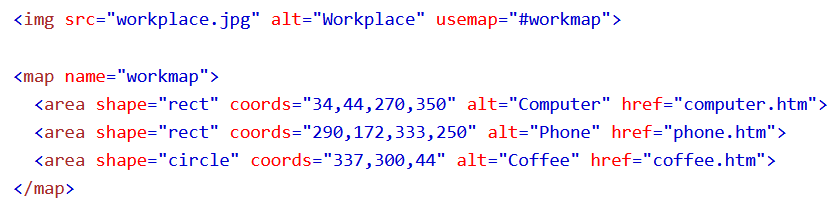 <img src="workplace.jpg" alt="Workplace" usemap="#workmap">
<map name="workmap">
<area shape="rect" coords="34,44,270,350" alt="Computer" href="computer.htm">
<area shape="rect" coords="290,172,333,250" alt="Phone" href="phone.htm">
<area shape="circle" coords="337,300,44" alt="Coffee" href="coffee.htm">
</map>